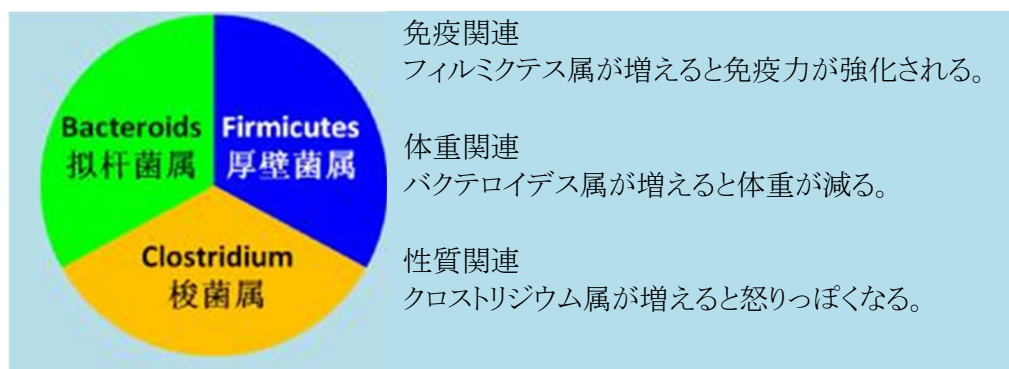 Bacteroids
拟杆菌属
Firmicutes
厚壁菌属
Clostridium
梭菌属
免疫関連
フィルミクテス属が増えると免疫力が強化される。
体重関連
バクテロイデス属が増えると体重が減る。
性質関連
クロストリジウム属が増えると怒りっぽくなる。